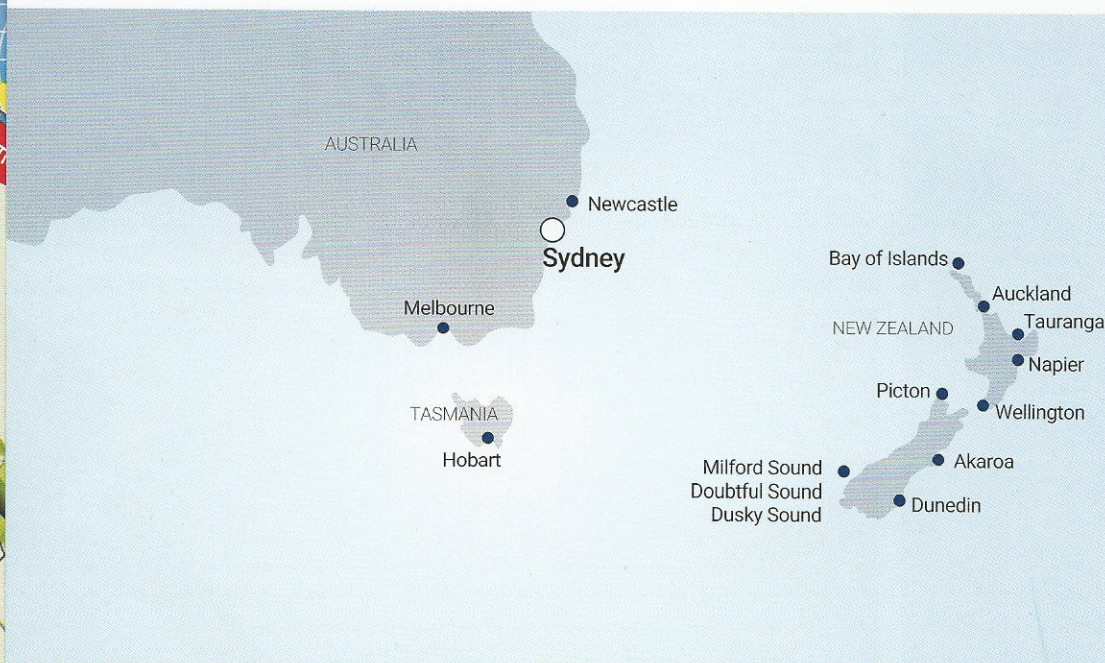 AUSTRALIA
Newcastle
Sydney
Bay of Islands
Melbourne
Auckland
NEW ZEALAND
Tauranga
Napier
Picton
TASMANIA
Wellington
Hobart
Milford Sound
Doubtful Sound
Dusky Sound
Akaroa
Dunedin